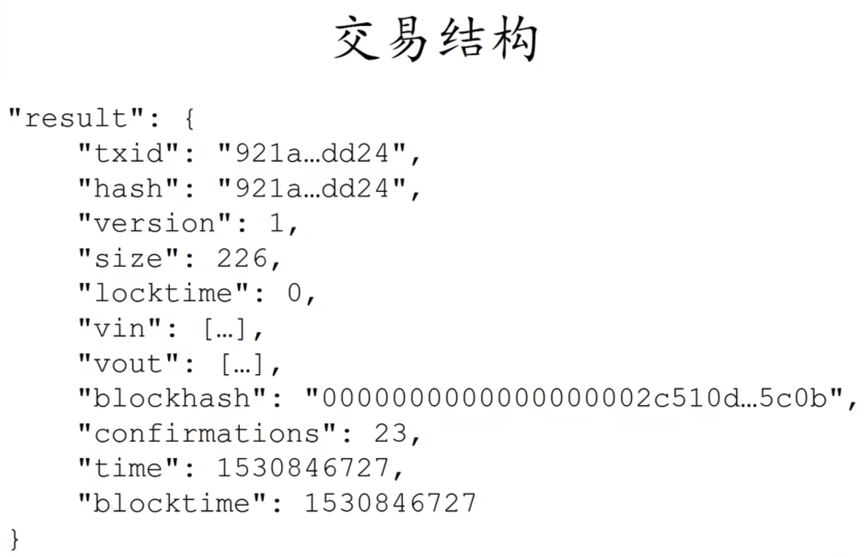 交易结构
"result": {
"txid": "921a…dd24",
"hash": "921a…dd24",
"version": 1,
"size": 226,
"locktime": 0,
"vin": […],
"vout": […],
"blockhash": "0000000000000000002c510d…5c0b",
"confirmations": 23,
"time": 1530846727,
"blocktime": 1530846727
}